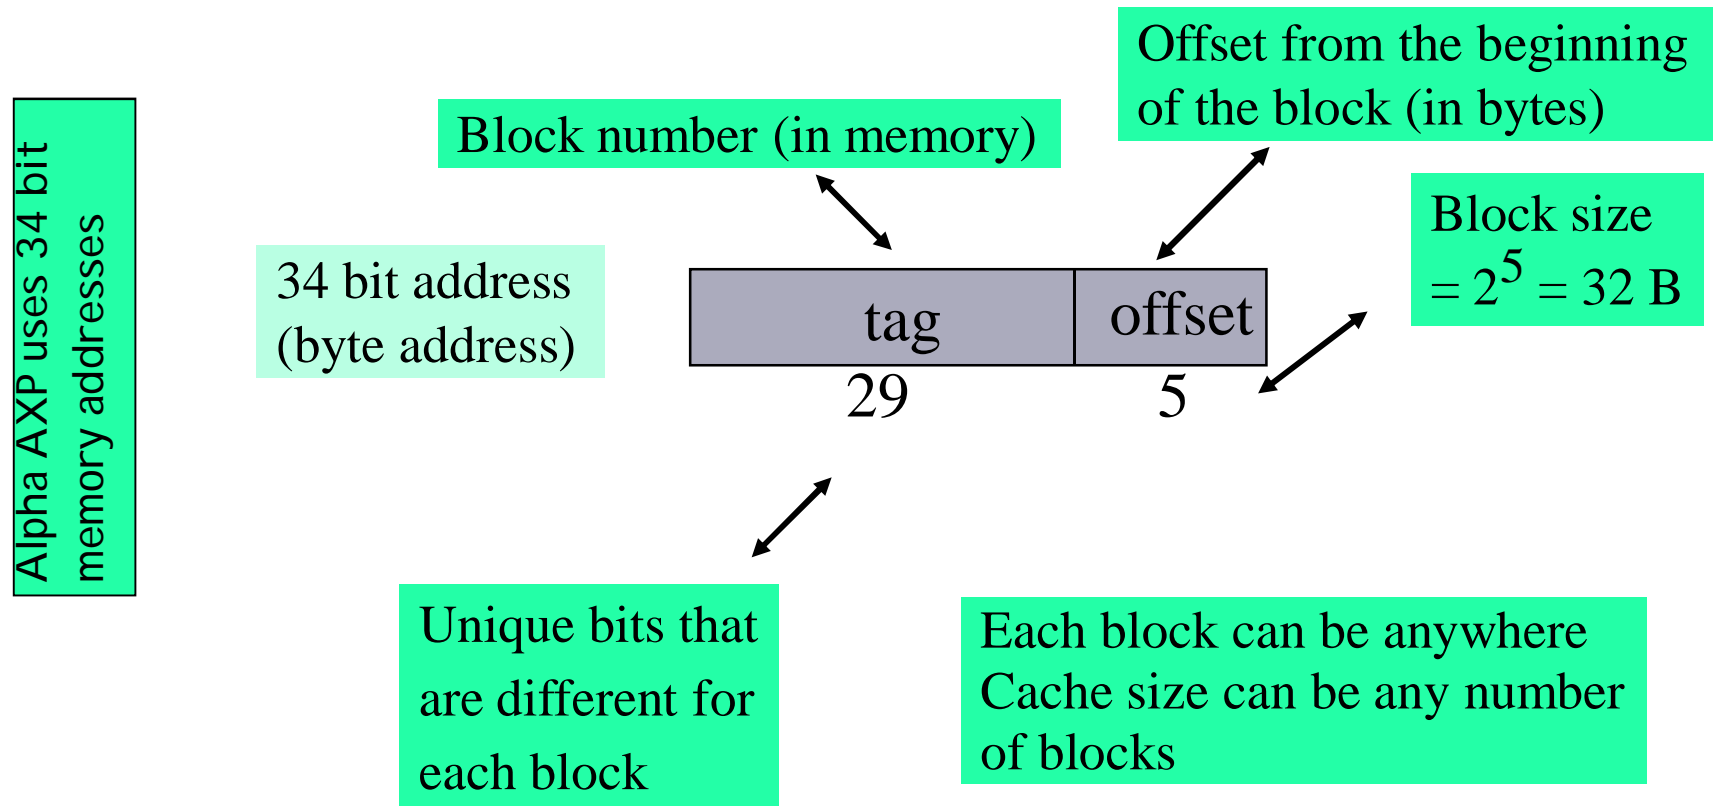 Alpha AXP uses 34 bit
memory addresses
Block number (in memory)
Offset from the beginning
of the block (in bytes)
Block size
= 2⁵ = 32 B
34 bit address
(byte address)
tag
offset
29
5
Unique bits that
are different for
each block
Each block can be anywhere
Cache size can be any number
of blocks